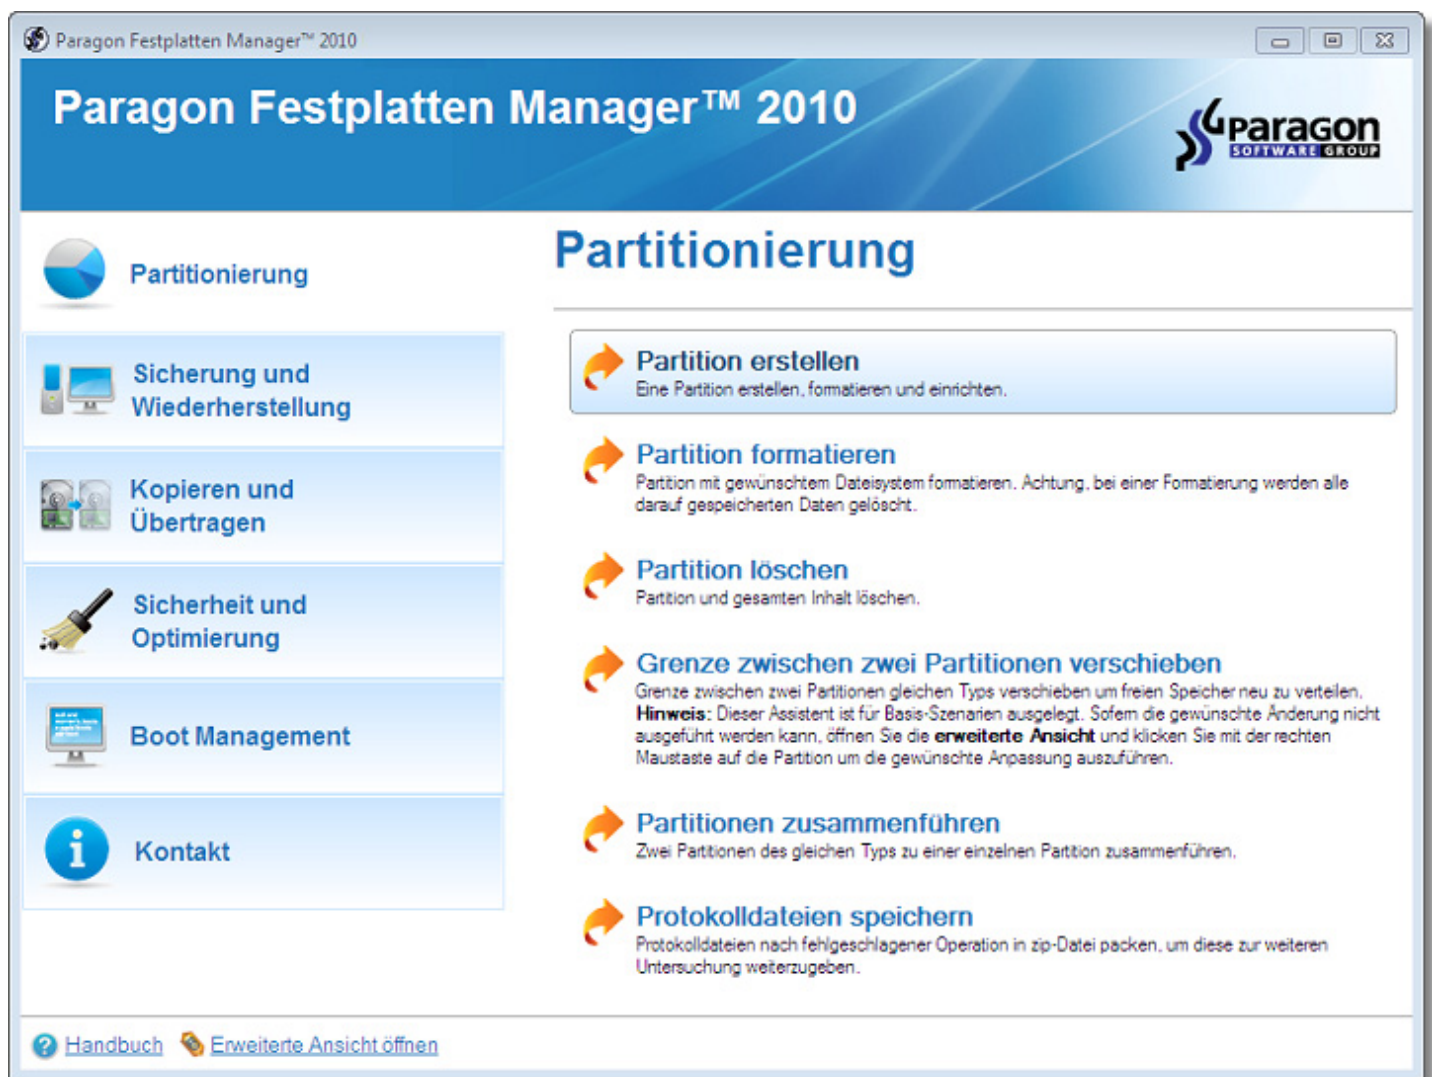 Paragon Festplatten Manager™ 2010
Paragon Festplatten Manager™ 2010
Paragon
SOFTWARE GROUP
Partitionierung
Sicherung und
Wiederherstellung
Kopieren und
Übertragen
Sicherheit und
Optimierung
Boot Management
Kontakt
Partitionierung
Partition erstellen
Eine Partition erstellen, formatieren und einrichten.
Partition formatieren
Partition mit gewünschtem Dateisystem formatieren. Achtung, bei einer Formatierung werden alle
darauf gespeicherten Daten gelöscht.
Partition löschen
Partition und gesamten Inhalt löschen.
Grenze zwischen zwei Partitionen verschieben
Grenze zwischen zwei Partitionen gleichen Typs verschieben um freien Speicher neu zu verteilen.
Hinweis: Dieser Assistent ist für Basis-Szenarien ausgelegt. Sofern die gewünschte Änderung nicht
ausgeführt werden kann, öffnen Sie die erweiterte Ansicht und klicken Sie mit der rechten
Maustaste auf die Partition um die gewünschte Anpassung auszuführen.
Partitionen zusammenführen
Zwei Partitionen des gleichen Typs zu einer einzelnen Partition zusammenführen.
Protokolldateien speichern
Protokolldateien nach fehlgeschlagener Operation in zip-Datei packen, um diese zur weiteren
Untersuchung weiterzugeben.
Handbuch Erweiterte Ansicht öffnen